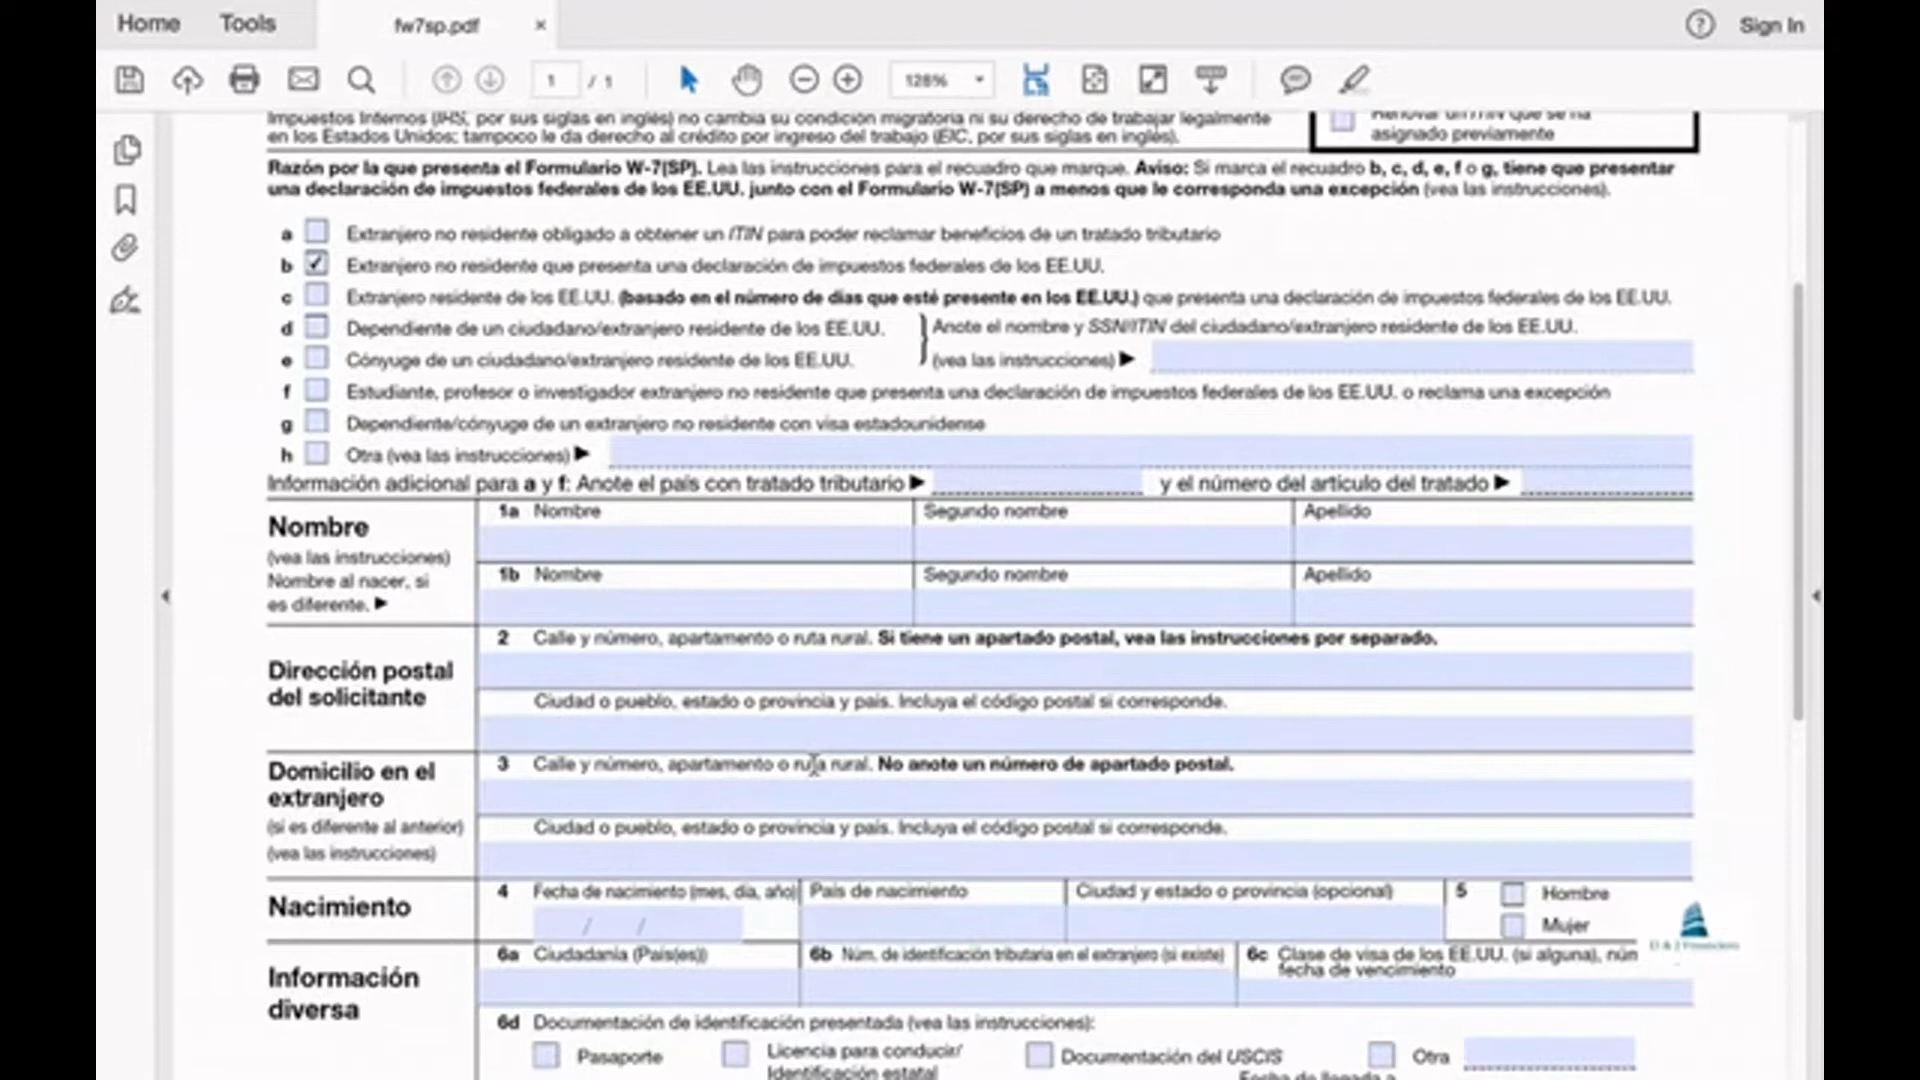 Home Tools fw7sp.pdf × ? Sign In
1 / 1 128%
Impuestos Internos (IRS, por sus siglas en inglés) no cambia su condición migratoria ni su derecho de trabajar legalmente
en los Estados Unidos; tampoco le da derecho al crédito por ingreso del trabajo (EIC, por sus siglas en inglés).
Renovar un ITIN que se ha
asignado previamente
Razón por la que presenta el Formulario W-7(SP). Lea las instrucciones para el recuadro que marque. Aviso: Si marca el recuadro b, c, d, e, f o g, tiene que presentar
una declaración de impuestos federales de los EE.UU. junto con el Formulario W-7(SP) a menos que le corresponda una excepción (vea las instrucciones).
a Extranjero no residente obligado a obtener un ITIN para poder reclamar beneficios de un tratado tributario
b Extranjero no residente que presenta una declaración de impuestos federales de los EE.UU.
c Extranjero residente de los EE.UU. (basado en el número de días que esté presente en los EE.UU.) que presenta una declaración de impuestos federales de los EE.UU.
d Dependiente de un ciudadano/extranjero residente de los EE.UU. Anote el nombre y SSN/ITIN del ciudadano/extranjero residente de los EE.UU.
e Cónyuge de un ciudadano/extranjero residente de los EE.UU. (vea las instrucciones) ▶
f Estudiante, profesor o investigador extranjero no residente que presenta una declaración de impuestos federales de los EE.UU. o reclama una excepción
g Dependiente/cónyuge de un extranjero no residente con visa estadounidense
h Otra (vea las instrucciones) ▶
Información adicional para a y f: Anote el país con tratado tributario ▶ y el número del artículo del tratado ▶
Nombre
(vea las instrucciones)
Nombre al nacer, si
es diferente. ▶
1a Nombre Segundo nombre Apellido
1b Nombre Segundo nombre Apellido
Dirección postal
del solicitante
2 Calle y número, apartamento o ruta rural. Si tiene un apartado postal, vea las instrucciones por separado.
Ciudad o pueblo, estado o provincia y país. Incluya el código postal si corresponde.
Domicilio en el
extranjero
(si es diferente al anterior)
(vea las instrucciones)
3 Calle y número, apartamento o ruta rural. No anote un número de apartado postal.
Ciudad o pueblo, estado o provincia y país. Incluya el código postal si corresponde.
Nacimiento
4 Fecha de nacimiento (mes, día, año) País de nacimiento Ciudad y estado o provincia (opcional) 5 Hombre
/ / Mujer
Información
diversa
6a Ciudadanía (País(es)) 6b Núm. de identificación tributaria en el extranjero (si existe) 6c Clase de visa de los EE.UU. (si alguna), núm
fecha de vencimiento
6d Documentación de identificación presentada (vea las instrucciones):
Pasaporte Licencia para conducir/ Documentación del USCIS Otra
Identificación estatal
Fecha de llegada a